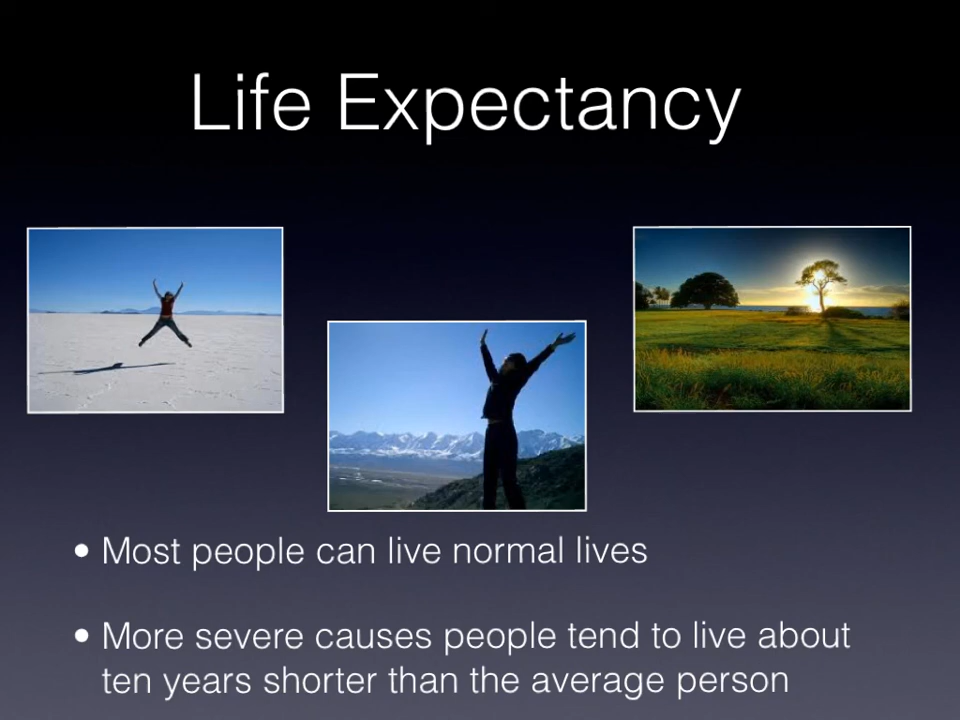 Life Expectancy
• Most people can live normal lives
• More severe causes people tend to live about
ten years shorter than the average person